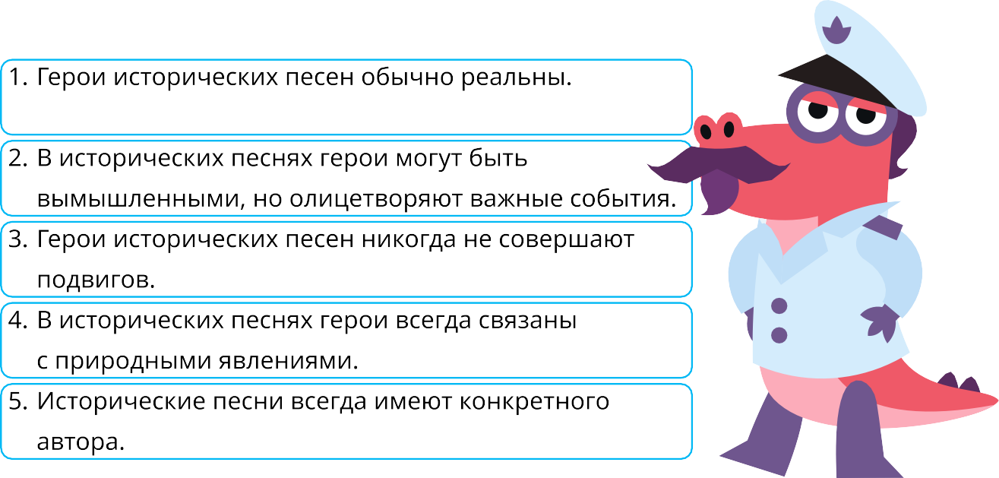 1. Герои исторических песен обычно реальны.
2. В исторических песнях герои могут быть
вымышленными, но олицетворяют важные события.
3. Герои исторических песен никогда не совершают
подвигов.
4. В исторических песнях герои всегда связаны
с природными явлениями.
5. Исторические песни всегда имеют конкретного
автора.